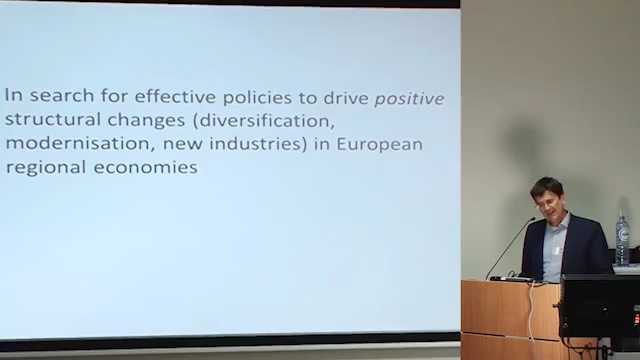 In search for effective policies to drive positive
structural changes (diversification,
modernisation, new industries) in European
regional economies